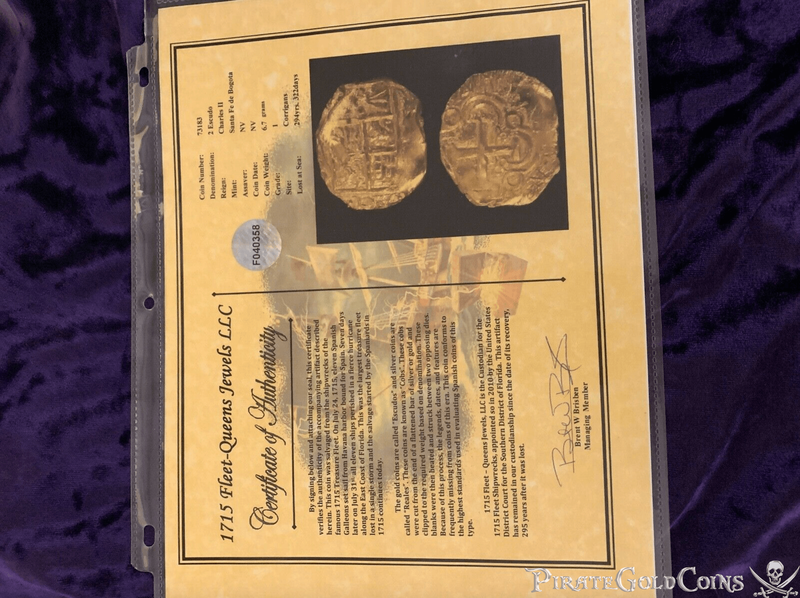 1715 Fleet-Queens Jewels LLC
Certificate of Authenticity
By signing below and attaching our seal, this certificate
verifies the authenticity of the accompanying artifact described
herein. This coin was salvaged from the shipwrecks of the
famous 1715 Treasure Fleet. On July 24, 1715, eleven Spanish
Galleons set sail from Havana harbor bound for Spain. Seven days
later on July 31st all eleven ships perished in a fierce hurricane
along the East Coast of Florida. This was the largest treasure fleet
lost in a single storm and the salvage started by the Spaniards in
1715 continues today.
The gold coins are called "Escudos" and silver coins are
called "Reales". These coins are known as "Cobs". These cobs
were cut from the end of a flattened bar of silver or gold and
clipped to the required weight based on denomination. These
blanks were then heated and struck between two opposing dies.
Because of this process, the legends, dates, and features are
frequently missing from coins of this era. This coin conforms to
the highest standards used in evaluating Spanish coins of this
type.
1715 Fleet – Queens Jewels, LLC is the Custodian for the
1715 Fleet Shipwrecks, appointed so in 2010 by the United States
District Court for the Southern District of Florida. This artifact
has remained in our custodianship since the date of its recovery,
295 years after it was lost.
Brent W Brisben
Managing Member
F040358
Coin Number: 73183
Denomination: 2 Escudo
Reign: Charles II
Mint: Santa Fe de Bogota
Assayer: NV
Coin Date: NV
Coin Weight: 6.7 grams
Grade: 1
Site: Corrigans
Lost at Sea: 294yrs. 322days
PirateGoldCoins